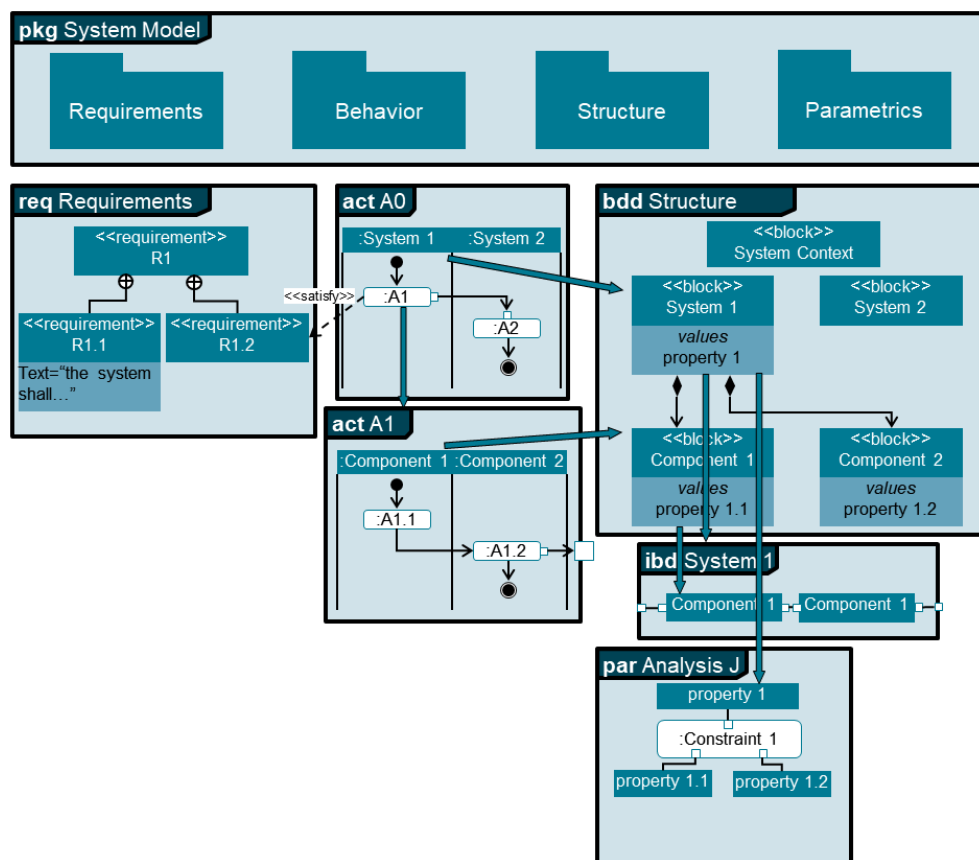 pkg System Model
Requirements
Behavior
Structure
Parametrics
req Requirements
<<requirement>>
R1
<<requirement>>
R1.1
Text=“the system
shall…”
<<requirement>>
R1.2
<<satisfy>>
act A0
:System 1
:System 2
:A1
:A2
act A1
:Component 1
:Component 2
:A1.1
:A1.2
bdd Structure
<<block>>
System Context
<<block>>
System 1
values
property 1
<<block>>
System 2
<<block>>
Component 1
values
property 1.1
<<block>>
Component 2
values
property 1.2
ibd System 1
Component 1
Component 1
par Analysis J
property 1
:Constraint 1
property 1.1
property 1.2